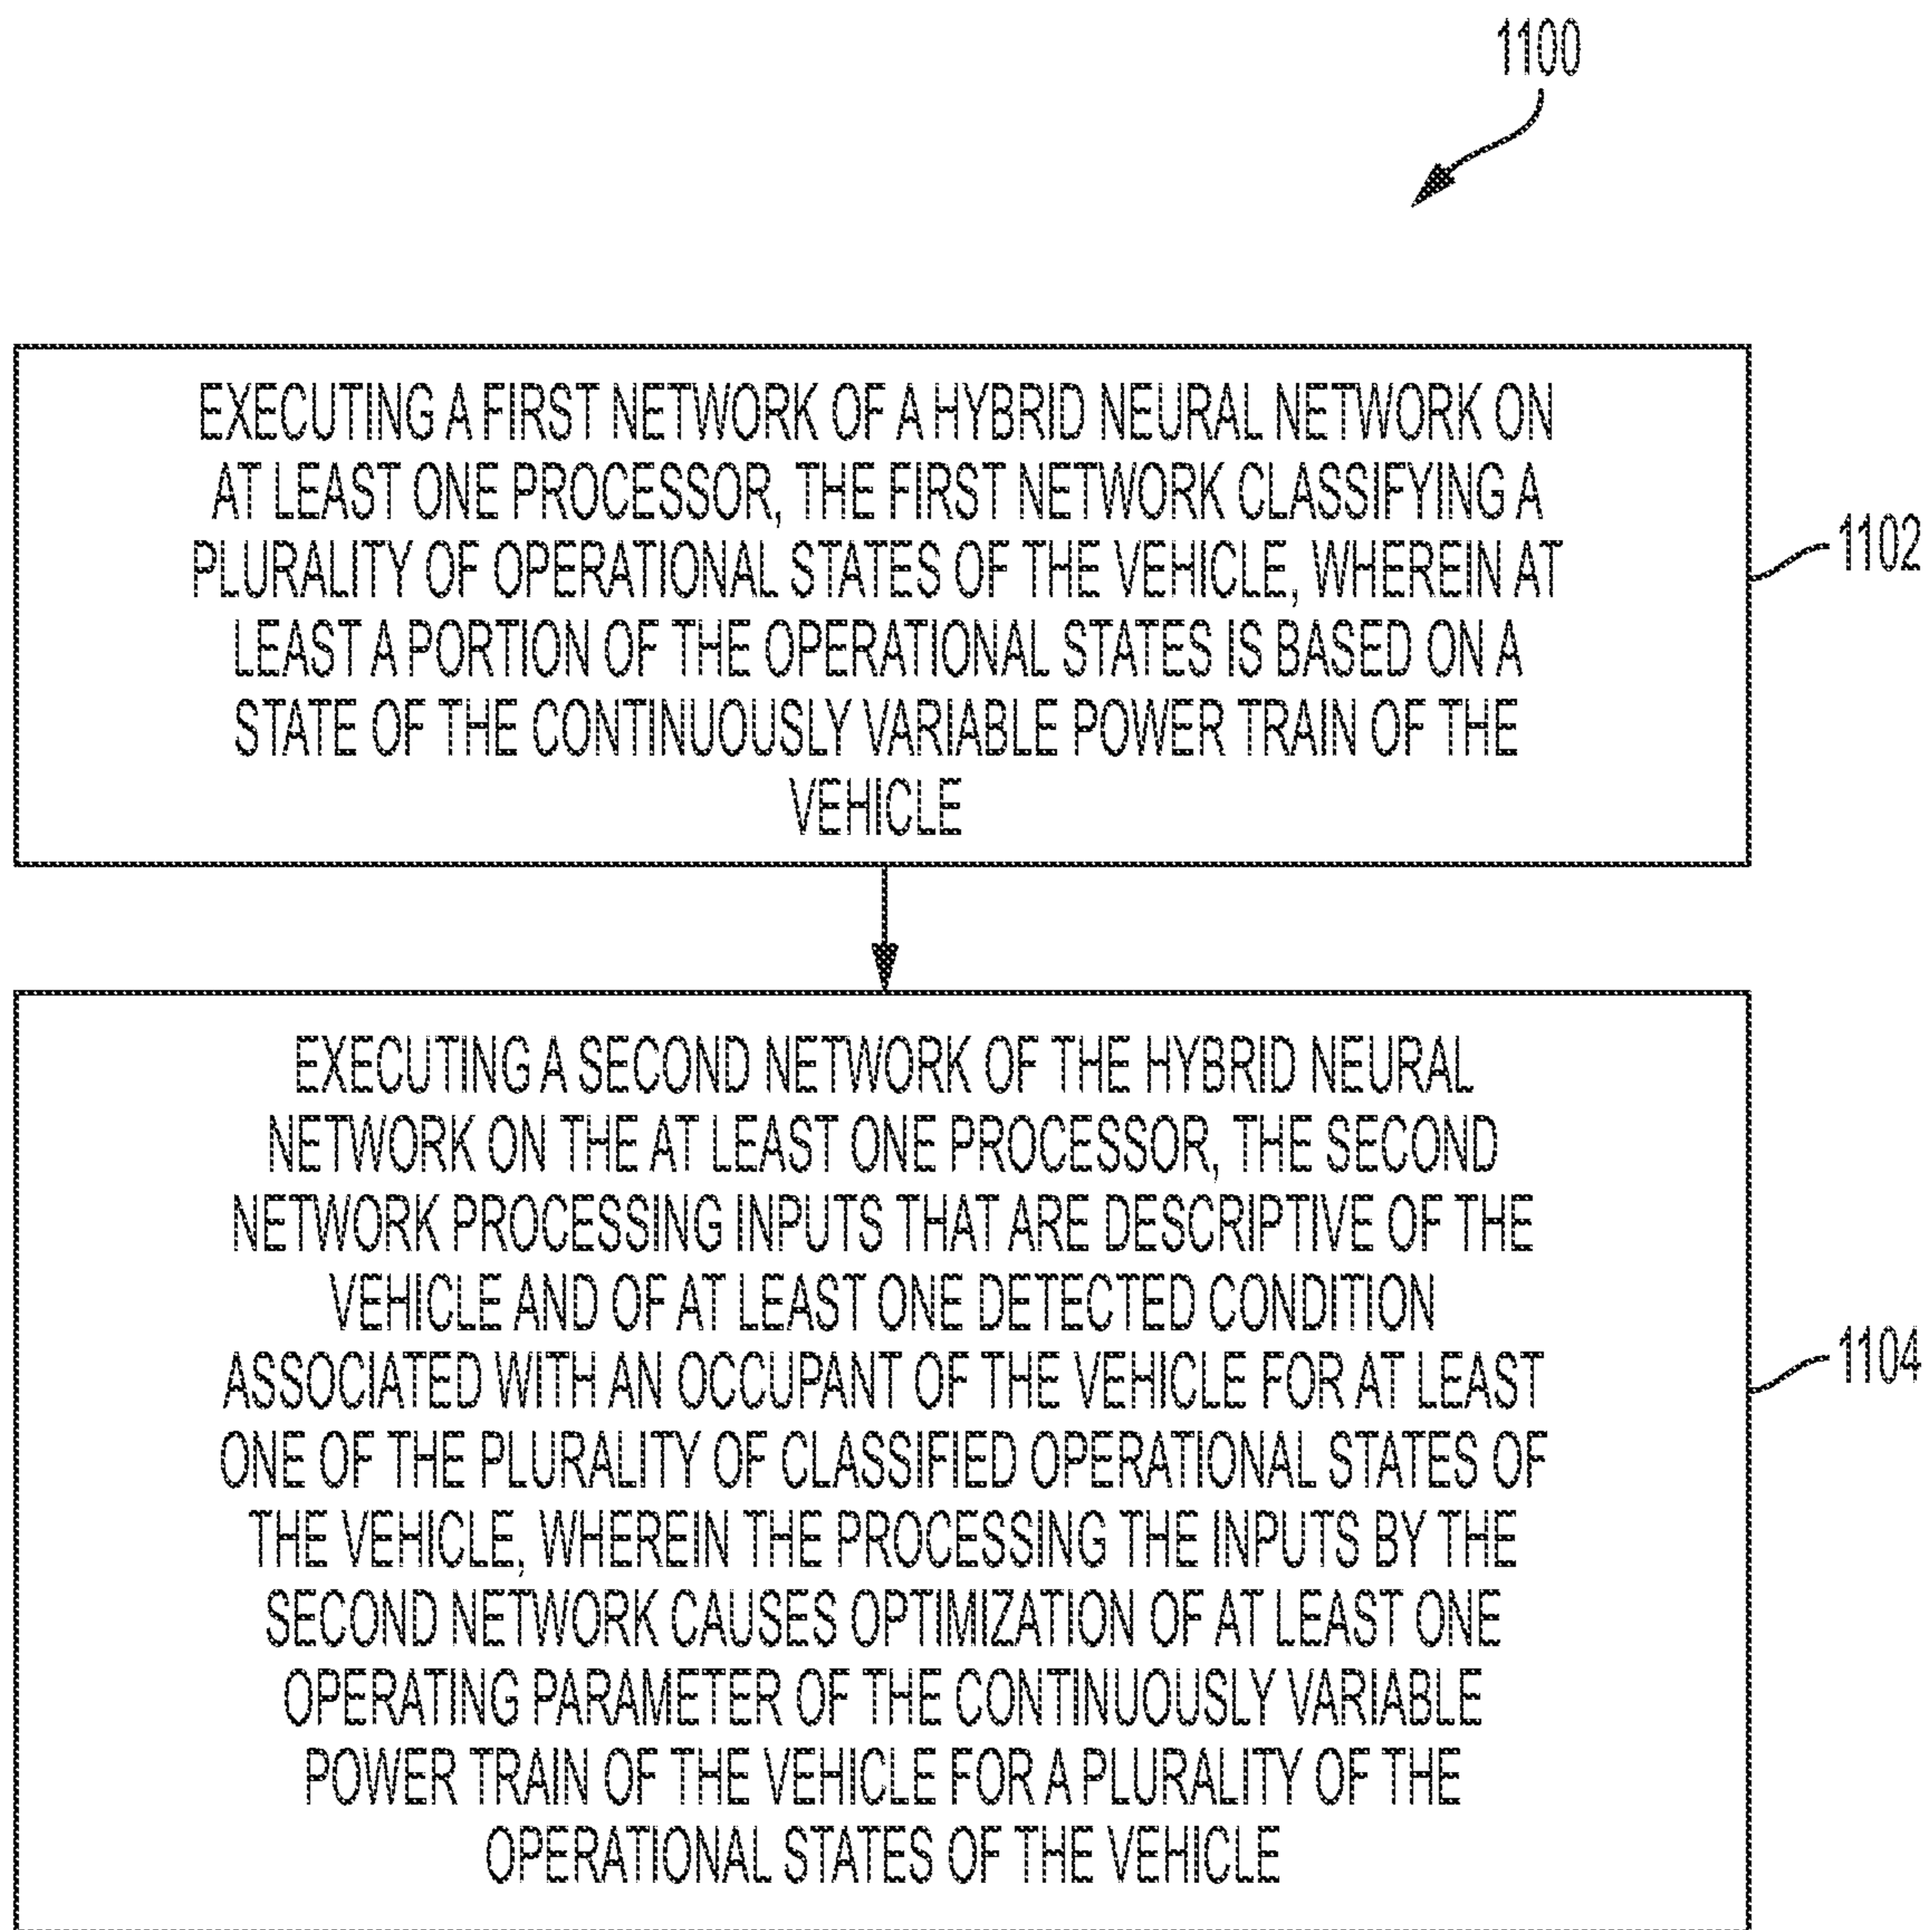 1100
EXECUTING A FIRST NETWORK OF A HYBRID NEURAL NETWORK ON
AT LEAST ONE PROCESSOR, THE FIRST NETWORK CLASSIFYING A
PLURALITY OF OPERATIONAL STATES OF THE VEHICLE, WHEREIN AT
LEAST A PORTION OF THE OPERATIONAL STATES IS BASED ON A
STATE OF THE CONTINUOUSLY VARIABLE POWER TRAIN OF THE
VEHICLE
1102
EXECUTING A SECOND NETWORK OF THE HYBRID NEURAL
NETWORK ON THE AT LEAST ONE PROCESSOR, THE SECOND
NETWORK PROCESSING INPUTS THAT ARE DESCRIPTIVE OF THE
VEHICLE AND OF AT LEAST ONE DETECTED CONDITION
ASSOCIATED WITH AN OCCUPANT OF THE VEHICLE FOR AT LEAST
ONE OF THE PLURALITY OF CLASSIFIED OPERATIONAL STATES OF
THE VEHICLE, WHEREIN THE PROCESSING THE INPUTS BY THE
SECOND NETWORK CAUSES OPTIMIZATION OF AT LEAST ONE
OPERATING PARAMETER OF THE CONTINUOUSLY VARIABLE
POWER TRAIN OF THE VEHICLE FOR A PLURALITY OF THE
OPERATIONAL STATES OF THE VEHICLE
1104